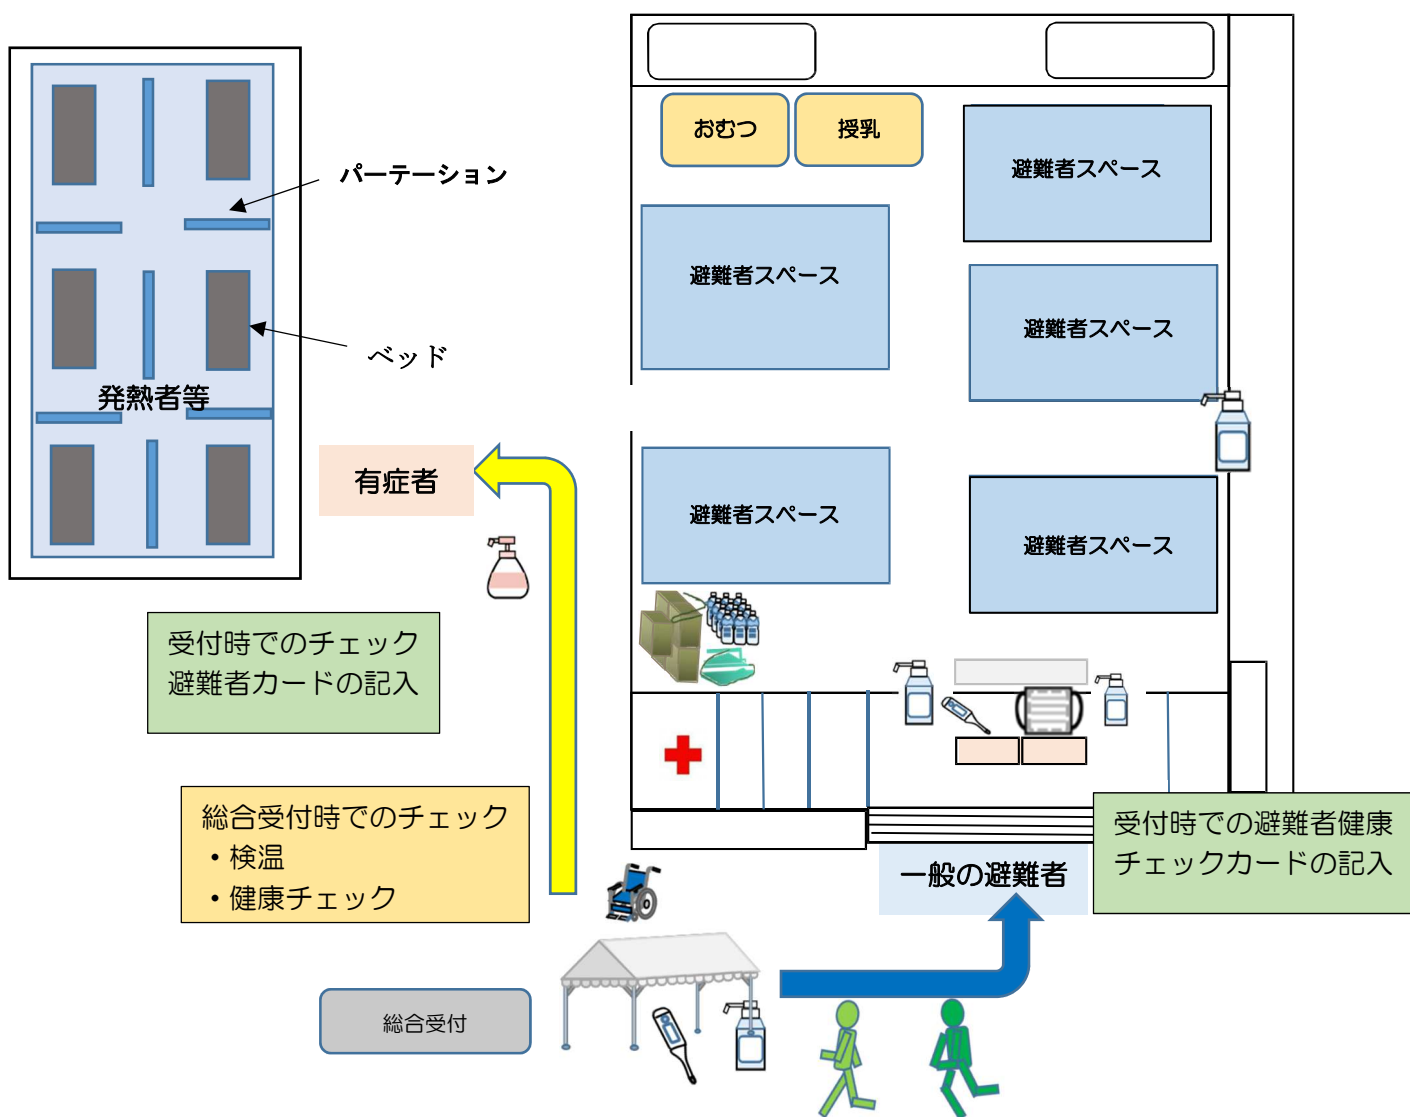 おむつ
授乳
避難者スペース
パーテーション
避難者スペース
避難者スペース
ベッド
発熱者等
有症者
避難者スペース
避難者スペース
受付時でのチェック
避難者カードの記入
総合受付時でのチェック
・検温
・健康チェック
受付時での避難者健康
チェックカードの記入
一般の避難者
総合受付